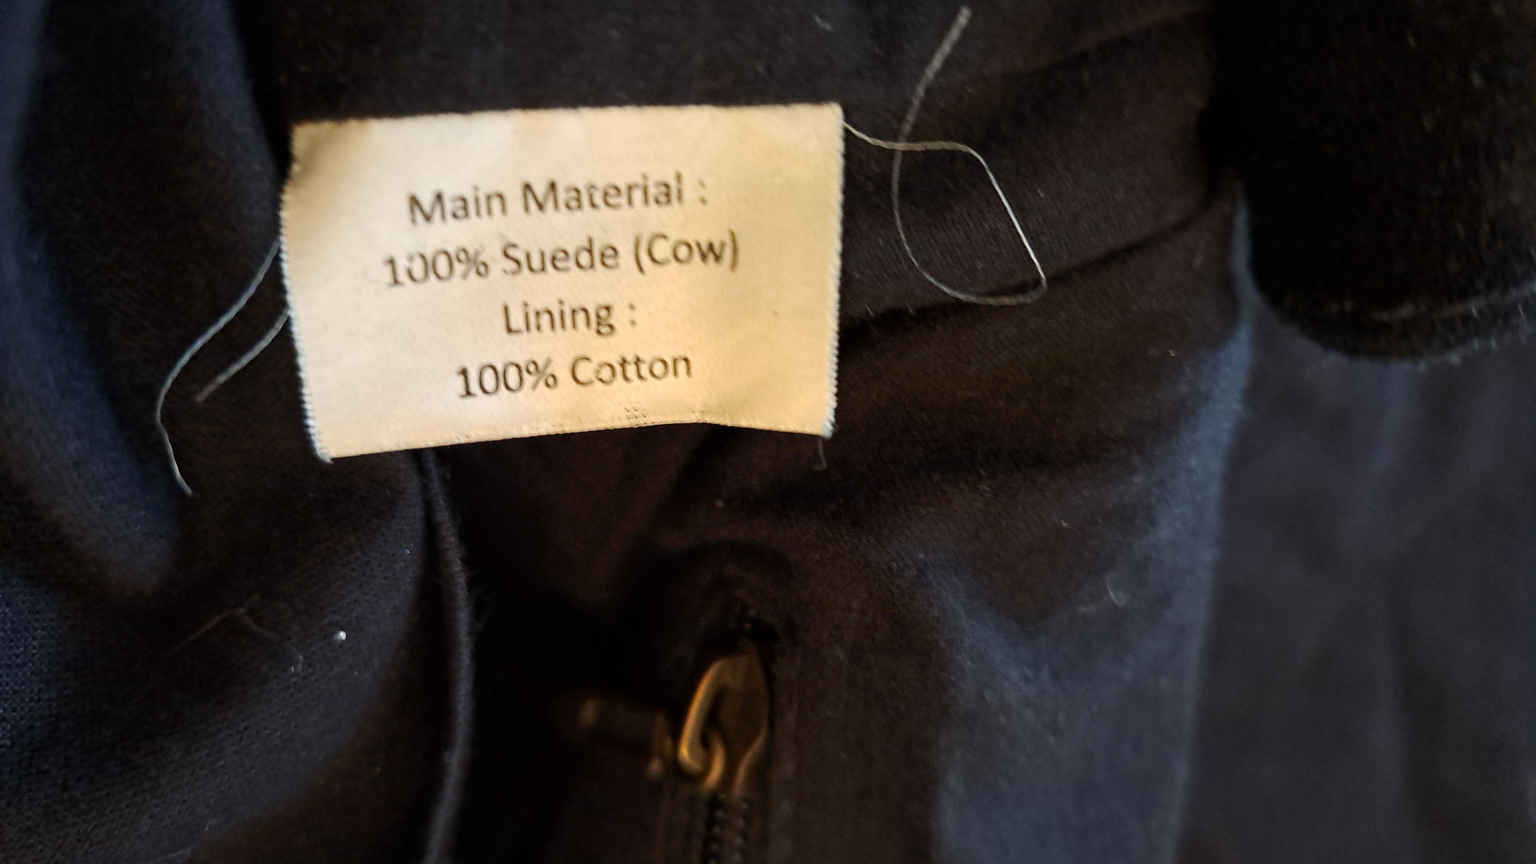 Main Material :
100% Suede (Cow)
Lining :
100% Cotton